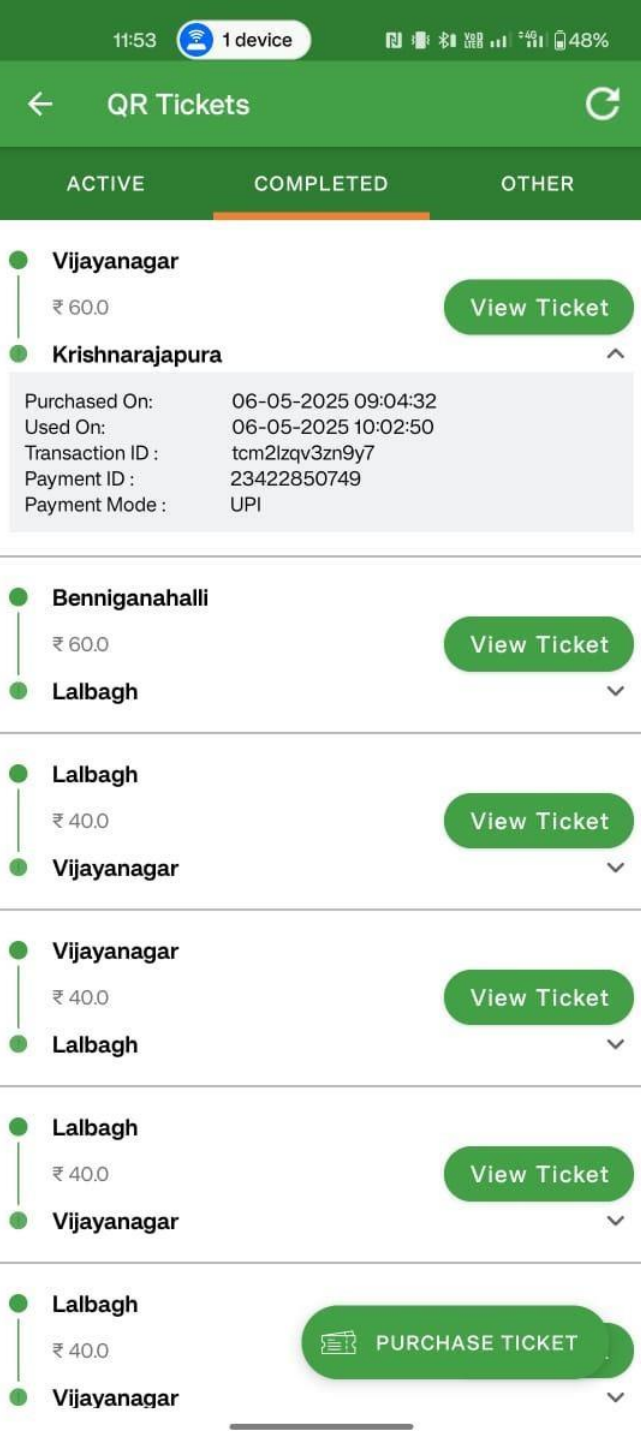 11:53 1 device VoD LTE 4G 48%
QR Tickets
ACTIVE COMPLETED OTHER
Vijayanagar
₹ 60.0 View Ticket
Krishnarajapura
Purchased On: 06-05-2025 09:04:32
Used On: 06-05-2025 10:02:50
Transaction ID : tcm2lzqv3zn9y7
Payment ID : 23422850749
Payment Mode : UPI
Benniganahalli
₹ 60.0 View Ticket
Lalbagh
Lalbagh
₹ 40.0 View Ticket
Vijayanagar
Vijayanagar
₹ 40.0 View Ticket
Lalbagh
Lalbagh
₹ 40.0 View Ticket
Vijayanagar
Lalbagh
₹ 40.0 PURCHASE TICKET
Vijayanagar